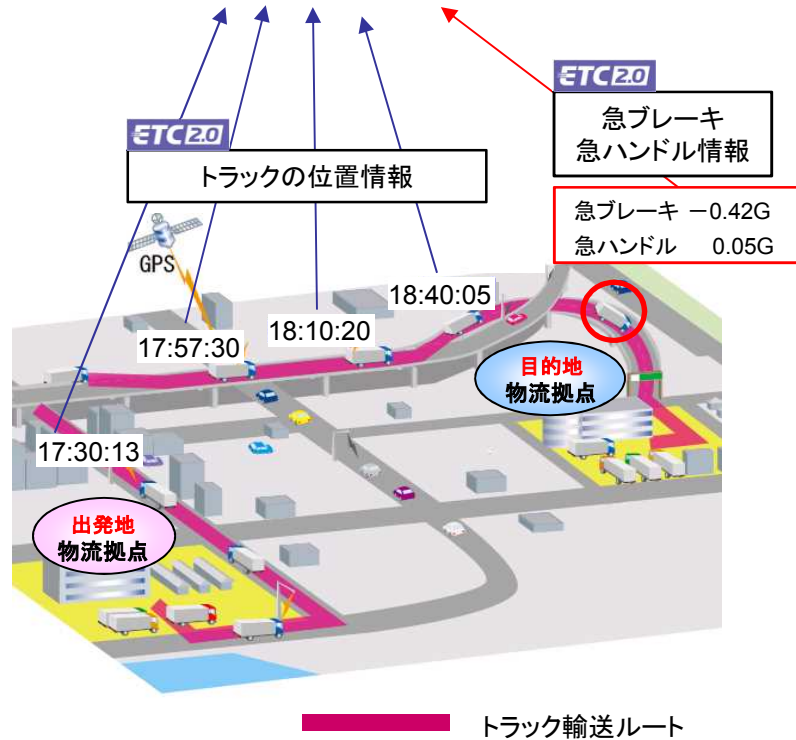 ETC2.0
急ブレーキ
急ハンドル情報
ETC2.0
トラックの位置情報
急ブレーキ －0.42G
急ハンドル 0.05G
GPS
18:40:05
18:10:20
17:57:30
目的地
物流拠点
17:30:13
出発地
物流拠点
トラック輸送ルート